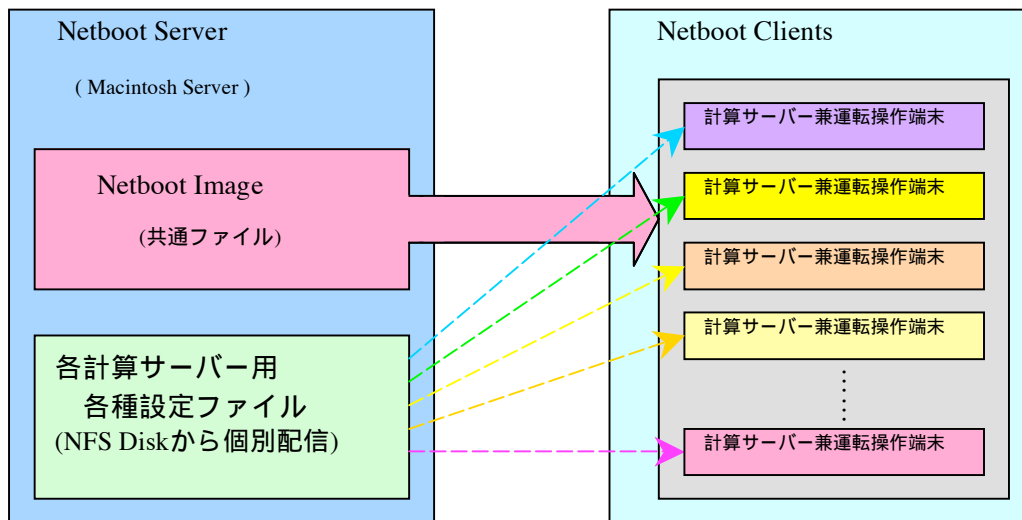 Netboot Server
( Macintosh Server )
Netboot Image
(共通ファイル)
各計算サーバー用
各種設定ファイル
(NFS Diskから個別配信)
Netboot Clients
計算サーバー兼運転操作端末
計算サーバー兼運転操作端末
計算サーバー兼運転操作端末
計算サーバー兼運転操作端末
計算サーバー兼運転操作端末